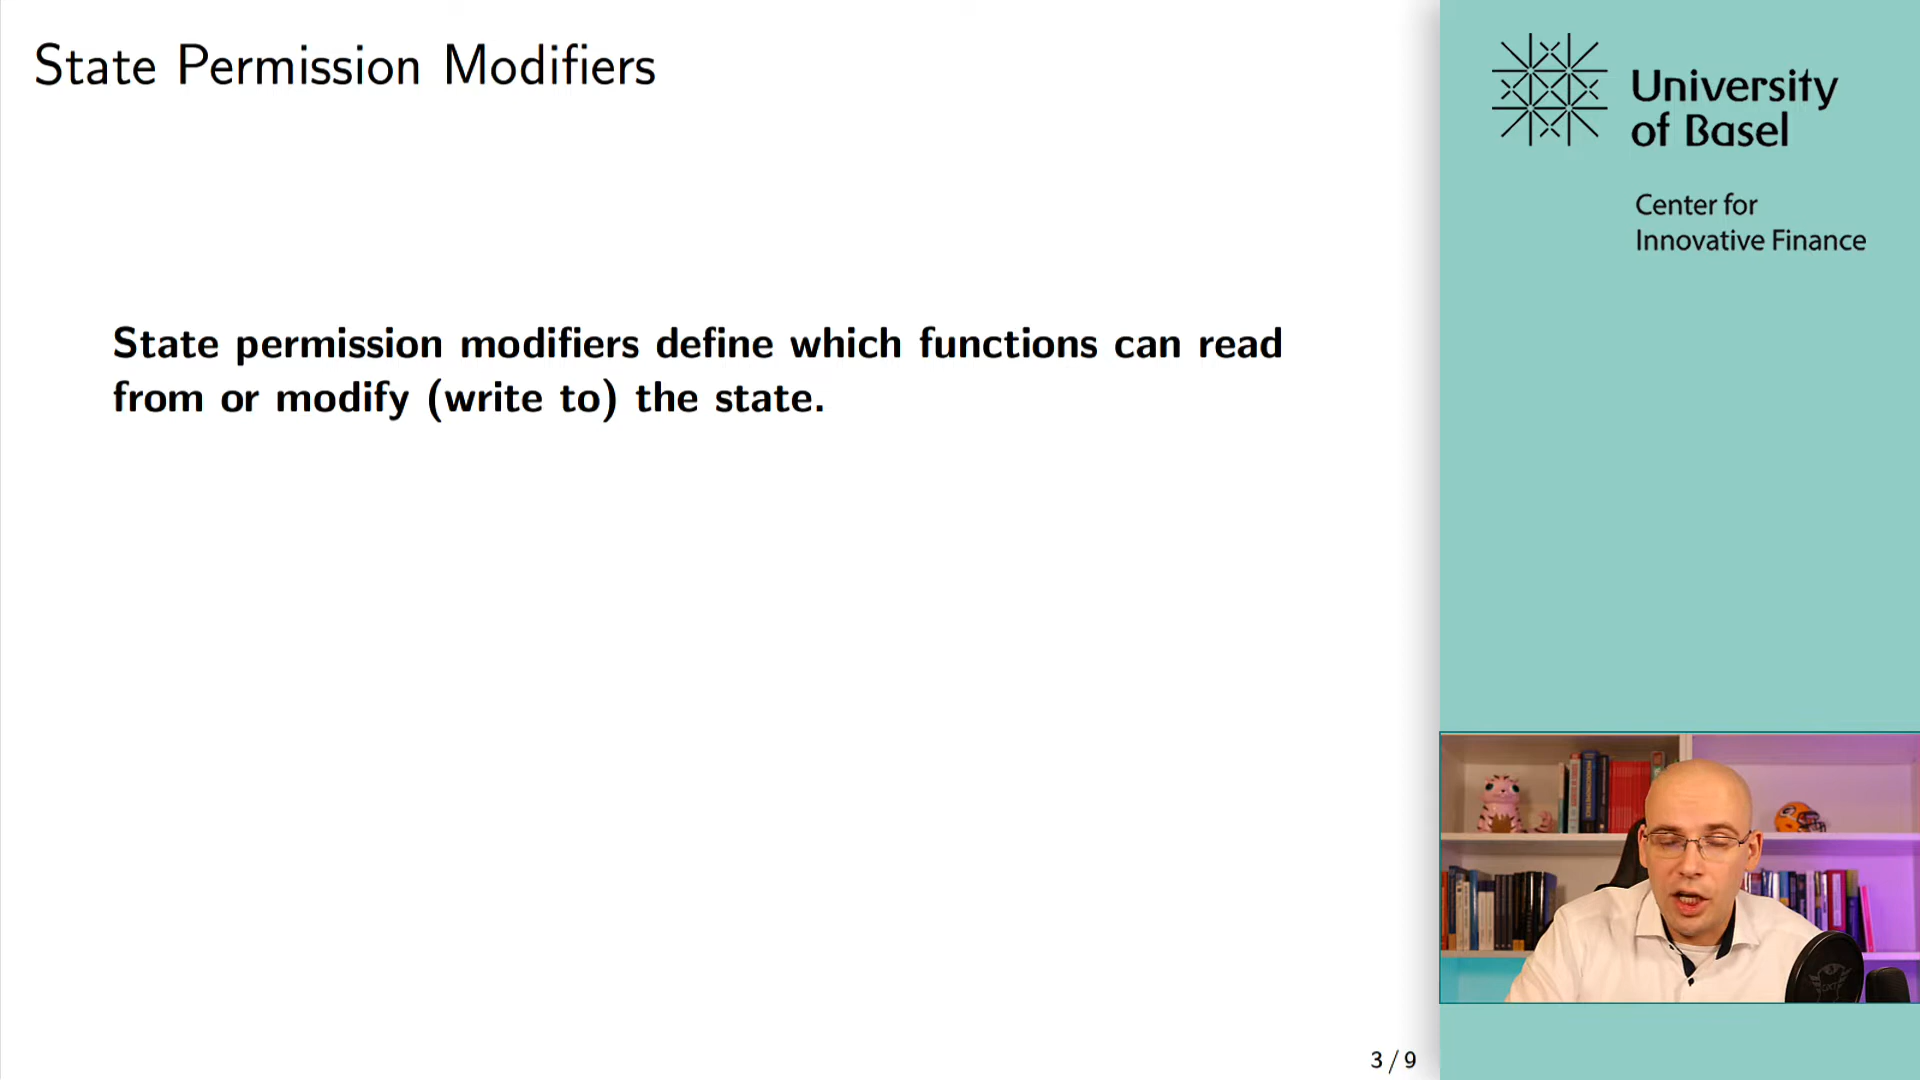 State Permission Modifiers
State permission modifiers define which functions can read
from or modify (write to) the state.
3 / 9
University
of Basel
Center for
Innovative Finance